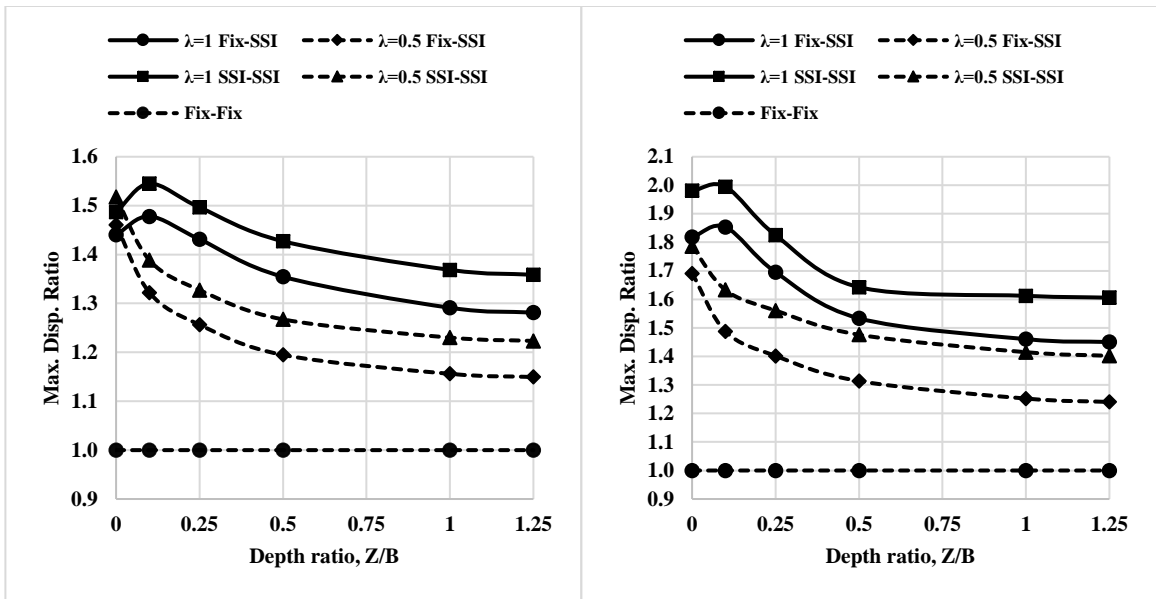 λ=1 Fix-SSI
λ=0.5 Fix-SSI
λ=1 SSI-SSI
λ=0.5 SSI-SSI
Fix-Fix
Max. Disp. Ratio
1.6
1.5
1.4
1.3
1.2
1.1
1.0
0.9
0 0.25 0.5 0.75 1 1.25
Depth ratio, Z/B
λ=1 Fix-SSI
λ=0.5 Fix-SSI
λ=1 SSI-SSI
λ=0.5 SSI-SSI
Fix-Fix
Max. Disp. Ratio
2.1
2.0
1.9
1.8
1.7
1.6
1.5
1.4
1.3
1.2
1.1
1.0
0.9
0 0.25 0.5 0.75 1 1.25
Depth ratio, Z/B